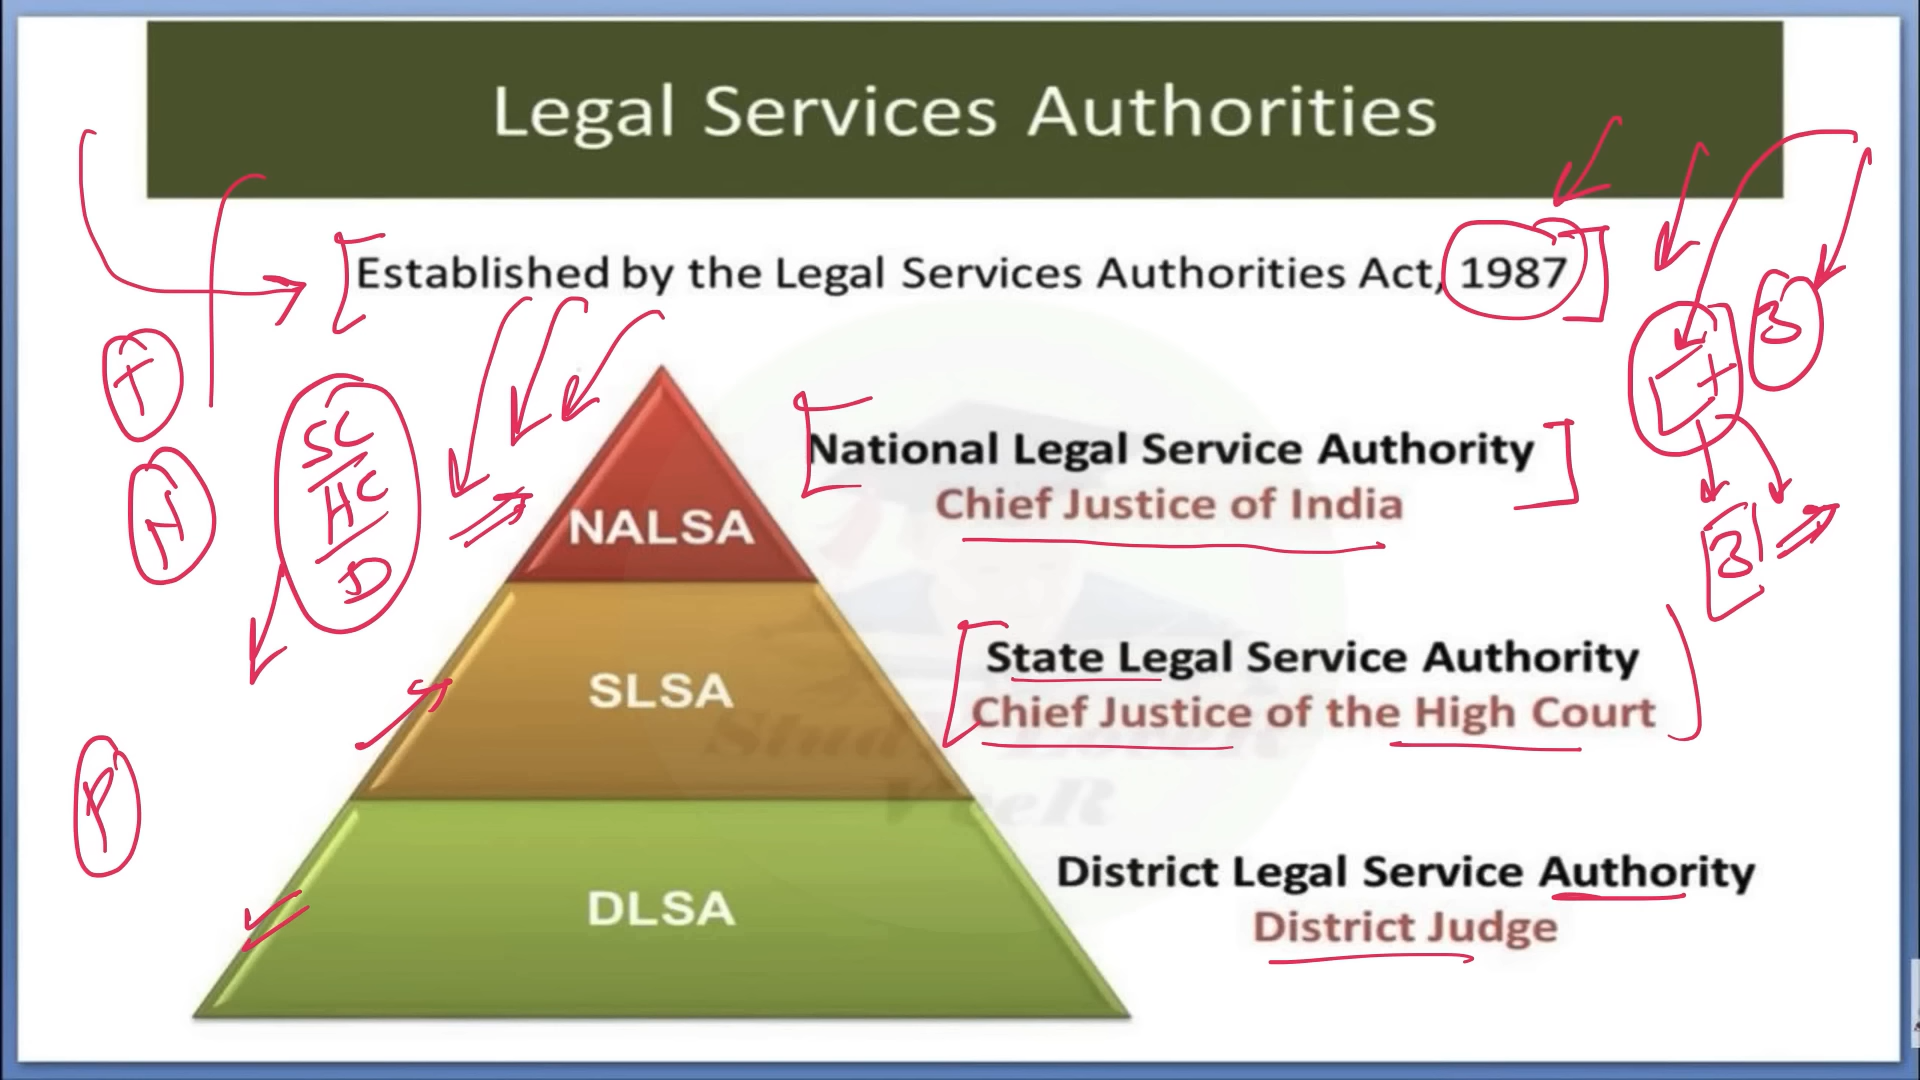 Legal Services Authorities
Established by the Legal Services Authorities Act, 1987
T
N
SC
HC
D
P
3
3
NALSA
National Legal Service Authority
Chief Justice of India
SLSA
State Legal Service Authority
Chief Justice of the High Court
DLSA
District Legal Service Authority
District Judge